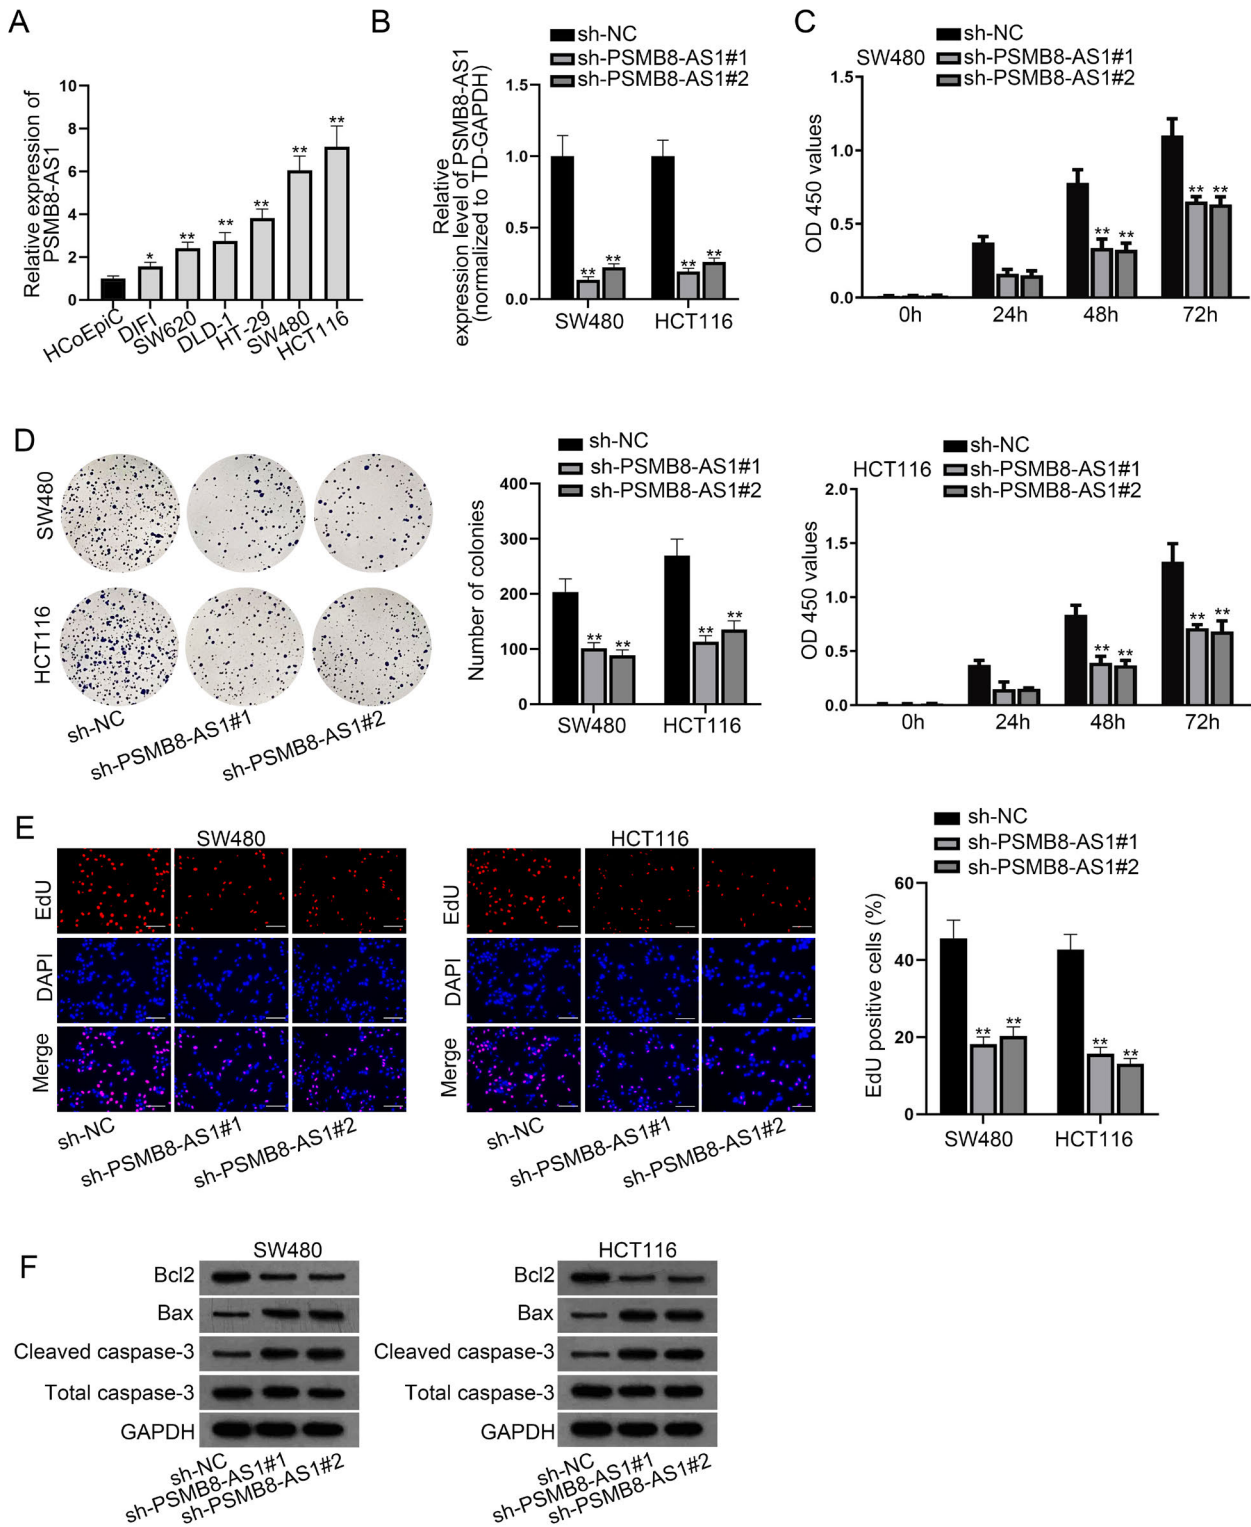 A
Relative expression of
PSMB8-AS1
10
8
6
4
2
0
*
**
**
**
**
**
HCoEpiC
DIFI
SW620
DLD-1
HT-29
SW480
HCT116
B
sh-NC
sh-PSMB8-AS1#1
sh-PSMB8-AS1#2
Relative
expression level of PSMB8-AS1
(normalized to TD-GAPDH)
1.5
1.0
0.5
0.0
** ** ** **
SW480 HCT116
C
sh-NC
sh-PSMB8-AS1#1
sh-PSMB8-AS1#2
SW480
OD 450 values
1.5
1.0
0.5
0.0
** ** ** **
0h 24h 48h 72h
D
SW480
HCT116
sh-NC
sh-PSMB8-AS1#1
sh-PSMB8-AS1#2
sh-NC
sh-PSMB8-AS1#1
sh-PSMB8-AS1#2
Number of colonies
400
300
200
100
0
** ** ** **
SW480 HCT116
sh-NC
sh-PSMB8-AS1#1
sh-PSMB8-AS1#2
HCT116
OD 450 values
2.0
1.5
1.0
0.5
0.0
** ** ** **
0h 24h 48h 72h
E
SW480
EdU
DAPI
Merge
sh-NC
sh-PSMB8-AS1#1
sh-PSMB8-AS1#2
HCT116
EdU
DAPI
Merge
sh-NC
sh-PSMB8-AS1#1
sh-PSMB8-AS1#2
sh-NC
sh-PSMB8-AS1#1
sh-PSMB8-AS1#2
EdU positive cells (%)
60
40
20
0
** ** ** **
SW480 HCT116
F
SW480
Bcl2
Bax
Cleaved caspase-3
Total caspase-3
GAPDH
sh-NC
sh-PSMB8-AS1#1
sh-PSMB8-AS1#2
HCT116
Bcl2
Bax
Cleaved caspase-3
Total caspase-3
GAPDH
sh-NC
sh-PSMB8-AS1#1
sh-PSMB8-AS1#2